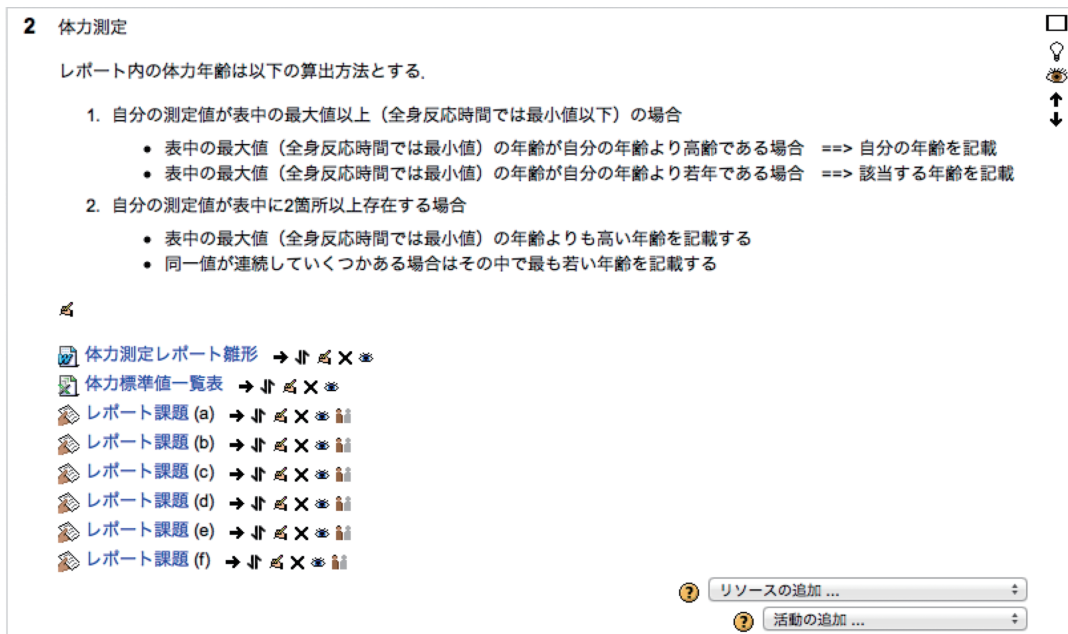 2 体力測定
レポート内の体力年齢は以下の算出方法とする.
1. 自分の測定値が表中の最大値以上（全身反応時間では最小値以下）の場合
• 表中の最大値（全身反応時間では最小値）の年齢が自分の年齢より高齢である場合 ==> 自分の年齢を記載
• 表中の最大値（全身反応時間では最小値）の年齢が自分の年齢より若年である場合 ==> 該当する年齢を記載
2. 自分の測定値が表中に2箇所以上存在する場合
• 表中の最大値（全身反応時間では最小値）の年齢よりも高い年齢を記載する
• 同一値が連続していくつかある場合はその中で最も若い年齢を記載する
体力測定レポート雛形
体力標準値一覧表
レポート課題 (a)
レポート課題 (b)
レポート課題 (c)
レポート課題 (d)
レポート課題 (e)
レポート課題 (f)
リソースの追加 ...
活動の追加 ...